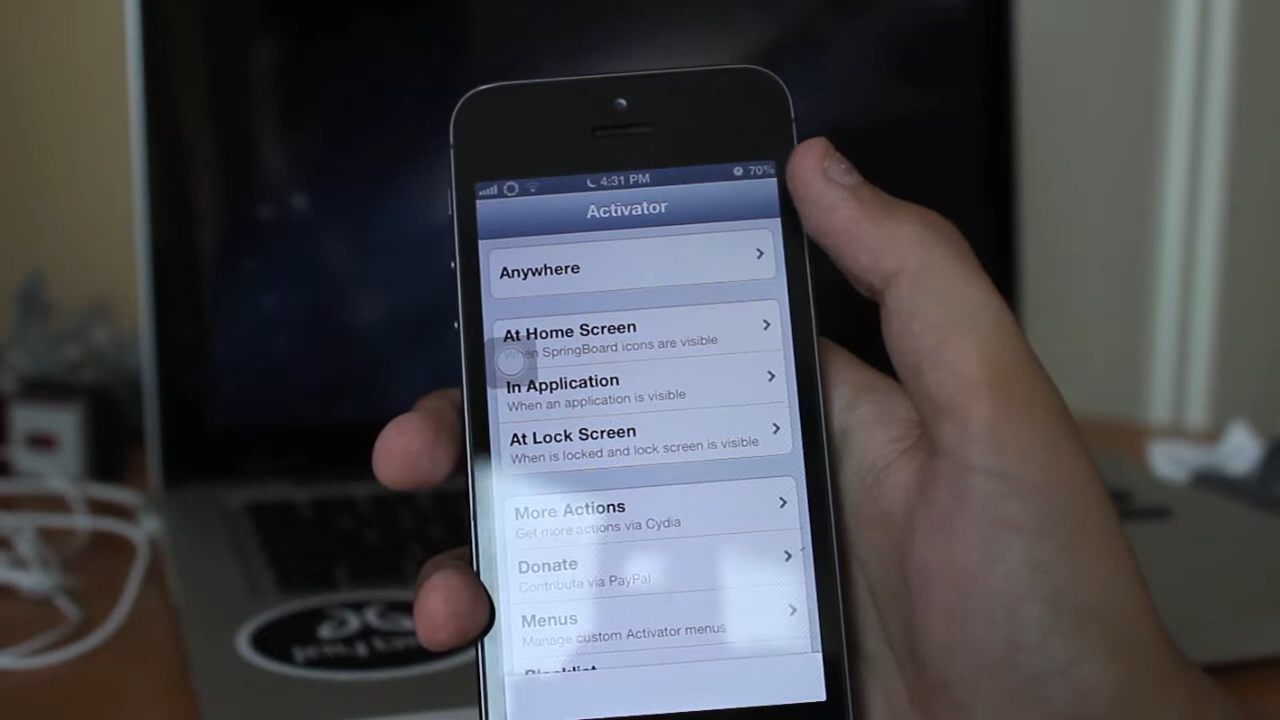 4:31 PM
70%
Activator
Anywhere
At Home Screen
When SpringBoard icons are visible
In Application
When an application is visible
At Lock Screen
When is locked and lock screen is visible
More Actions
Get more actions via Cydia
Donate
Contribute via PayPal
Menus
Manage custom Activator menus
Blacklist